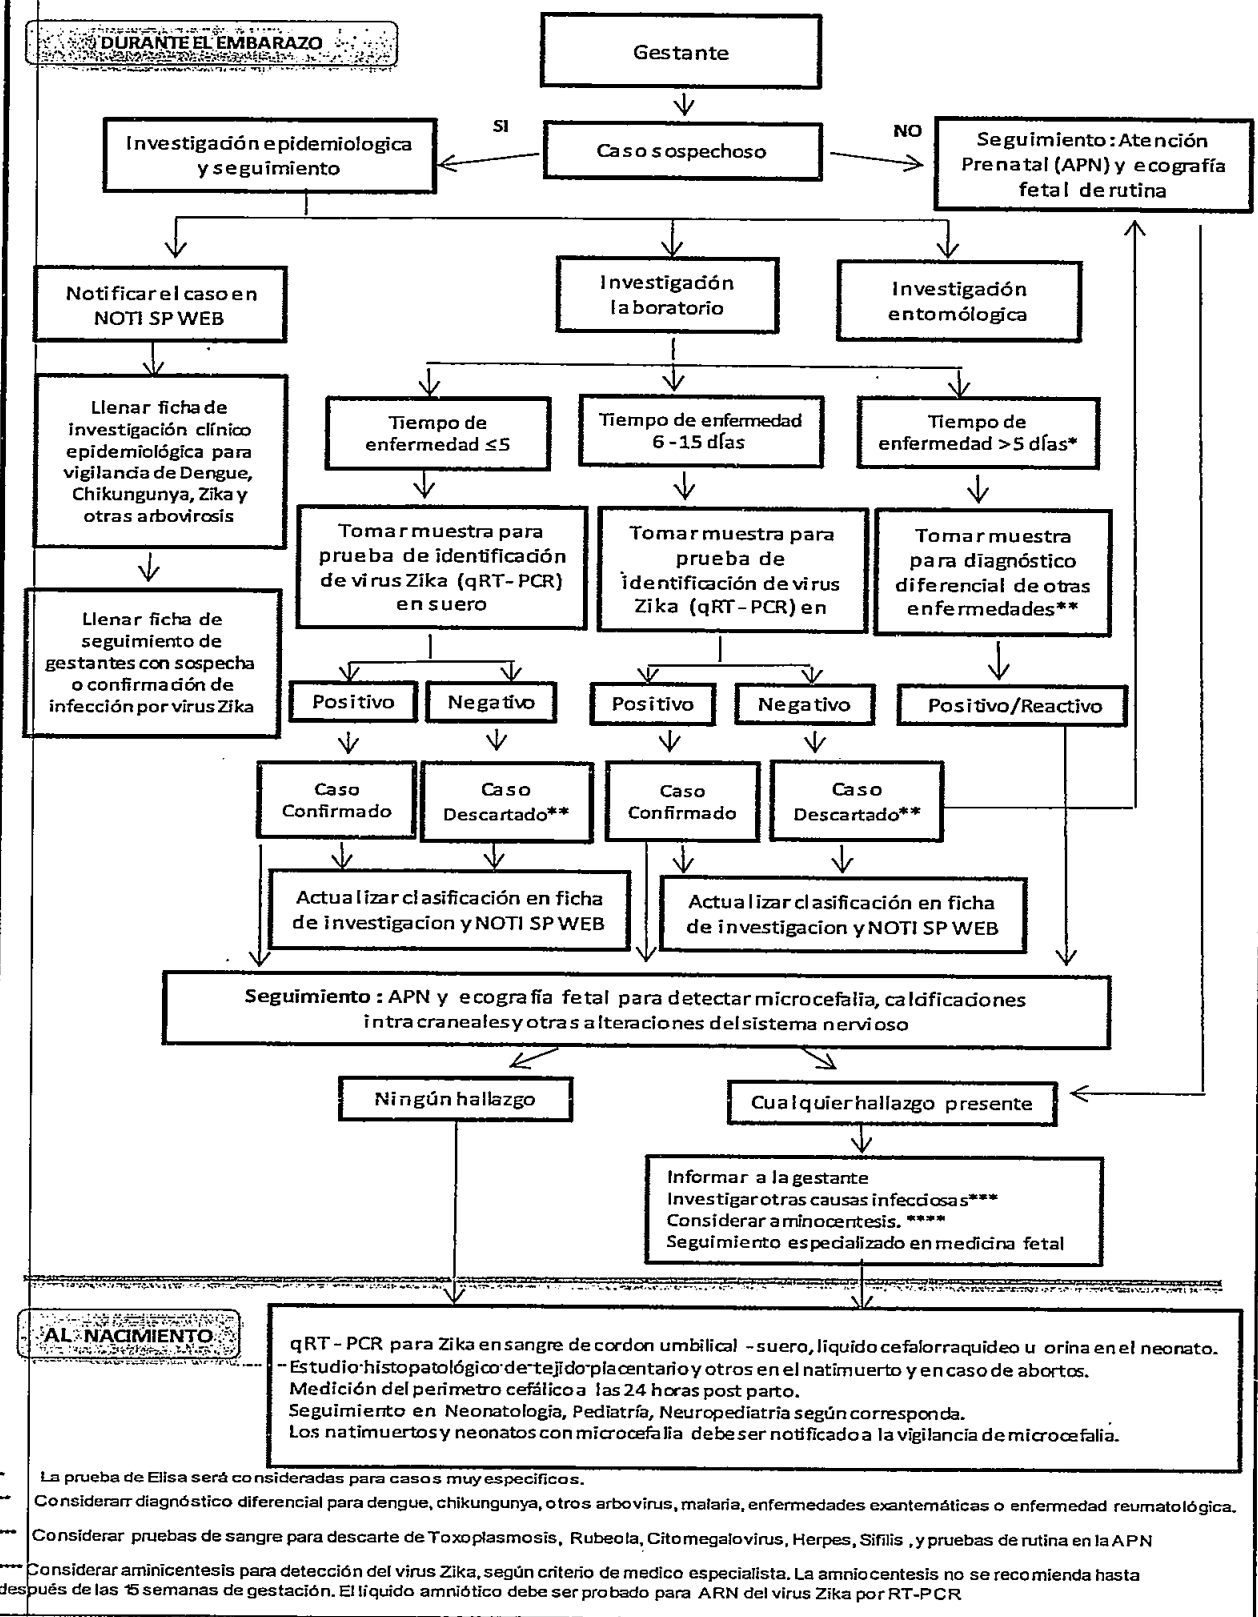 DURANTE EL EMBARAZO
Gestante
SI
NO
Investigación epidemiologica
y seguimiento
Caso sospechoso
Seguimiento: Atención
Prenatal (APN) y ecografía
fetal de rutina
Notificar el caso en
NOTI SP WEB
Investigación
laboratorio
Investigación
entomólogica
Llenar ficha de
investigación clínico
epidemiológica para
vigilancia de Dengue,
Chikungunya, Zika y
otras arbovirosis
Llenar ficha de
seguimiento de
gestantes con sospecha
o confirmación de
infección por virus Zika
Tiempo de
enfermedad ≤5
Tiempo de enfermedad
6 -15 días
Tiempo de
enfermedad >5 días*
Tomar muestra para
prueba de identificación
de virus Zika (qRT- PCR)
en suero
Tomar muestra para
prueba de
identificación de virus
Zika (qRT- PCR) en
Tomar muestra
para diagnóstico
diferencial de otras
enfermedades**
Positivo
Negativo
Positivo
Negativo
Positivo/Reactivo
Caso
Confirmado
Caso
Descartado**
Caso
Confirmado
Caso
Descartado**
Actualizar clasificación en ficha
de investigacion y NOTI SP WEB
Actualizar clasificación en ficha
de investigacion y NOTI SP WEB
Seguimiento : APN y ecografía fetal para detectar microcefalia, calcificaciones
intracraneales y otras alteraciones del sistema nervioso
Ningún hallazgo
Cualquier hallazgo presente
Informar a la gestante
Investigar otras causas infecciosas***
Considerar aminocentesis. ****
Seguimiento especializado en medicina fetal
AL NACIMIENTO
qRT - PCR para Zika en sangre de cordon umbilical - suero, liquido cefalorraquideo u orina en el neonato.
Estudio histopatológico de tejido placentario y otros en el natimuerto y en caso de abortos.
Medición del perimetro cefálico a las 24 horas post parto.
Seguimiento en Neonatologia, Pediatría, Neuropediatria según corresponda.
Los natimuertos y neonatos con microcefalia debe ser notificado a la vigilancia de microcefalia.
* La prueba de Elisa será consideradas para casos muy especificos.
** Considerarr diagnóstico diferencial para dengue, chikungunya, otros arbovirus, malaria, enfermedades exantemáticas o enfermedad reumatológica.
*** Considerar pruebas de sangre para descarte de Toxoplasmosis, Rubeola, Citomegalovirus, Herpes, Sifilis , y pruebas de rutina en la APN
**** Considerar aminicentesis para detección del virus Zika, según criterio de medico especialista. La amniocentesis no se recomienda hasta
después de las 15 semanas de gestación. El líquido amniótico debe ser probado para ARN del virus Zika por RT-PCR